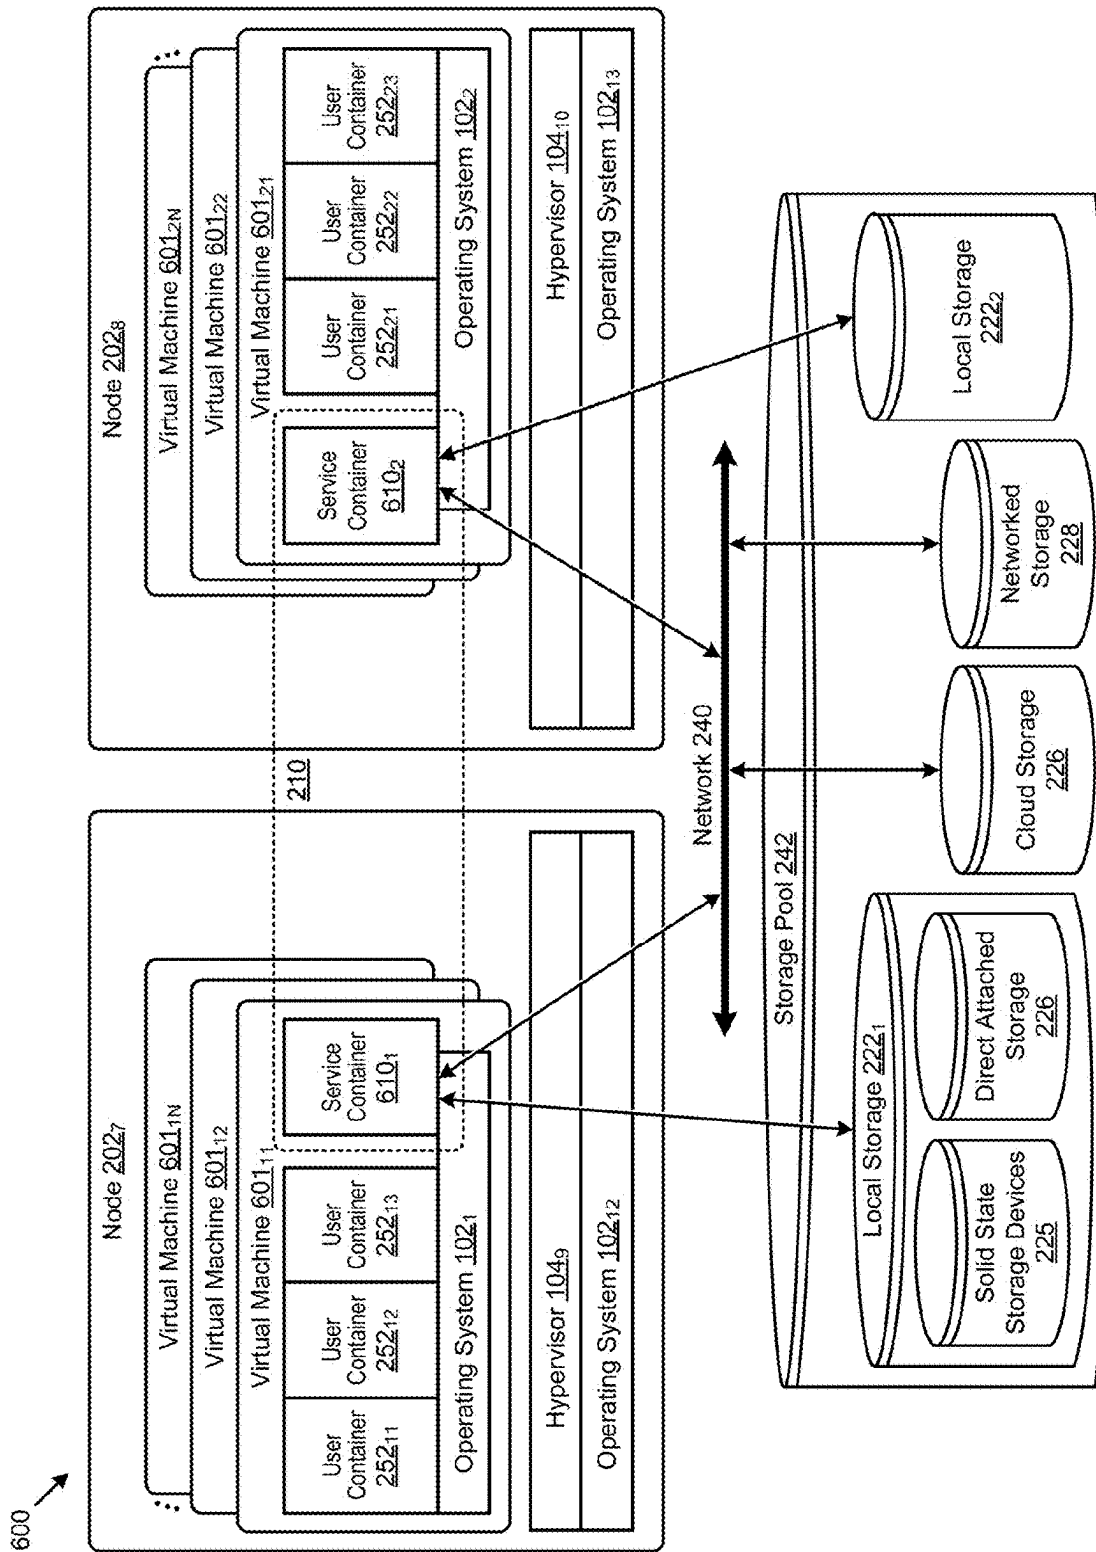 600
Node 202₇
Virtual Machine 601₁N
Virtual Machine 601₁₂
Virtual Machine 601₁₁
User
Container
252₁₁
User
Container
252₁₂
User
Container
252₁₃
Service
Container
610₁
Operating System 102₁
Hypervisor 104₉
Operating System 102₁₂
210
Node 202₈
Virtual Machine 601₂N
Virtual Machine 601₂₂
Virtual Machine 601₂₁
Service
Container
610₂
User
Container
252₂₁
User
Container
252₂₂
User
Container
252₂₃
Operating System 102₂
Hypervisor 104₁₀
Operating System 102₁₃
Network 240
Storage Pool 242
Local Storage 222₁
Solid State
Storage Devices
225
Direct Attached
Storage
226
Cloud Storage
226
Networked
Storage
228
Local Storage
222₂